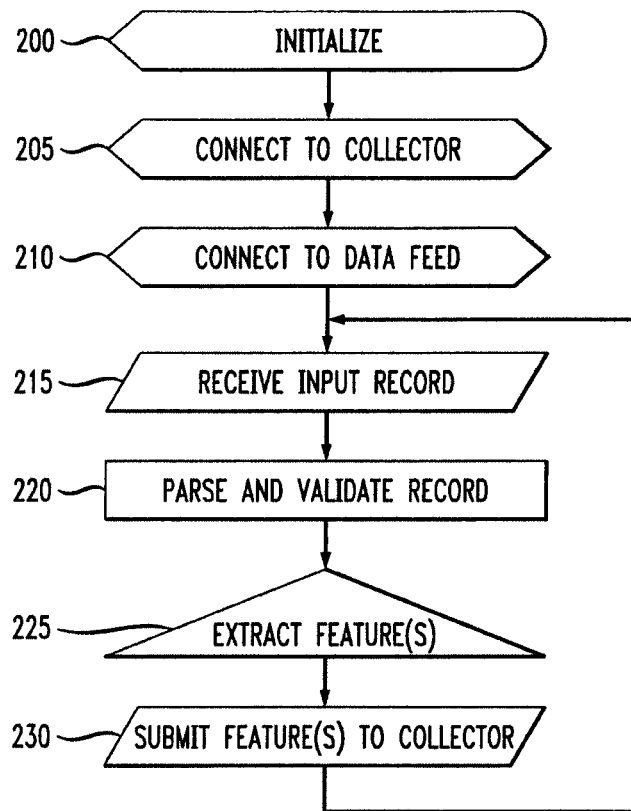 200 INITIALIZE
205 CONNECT TO COLLECTOR
210 CONNECT TO DATA FEED
215 RECEIVE INPUT RECORD
220 PARSE AND VALIDATE RECORD
225 EXTRACT FEATURE(S)
230 SUBMIT FEATURE(S) TO COLLECTOR